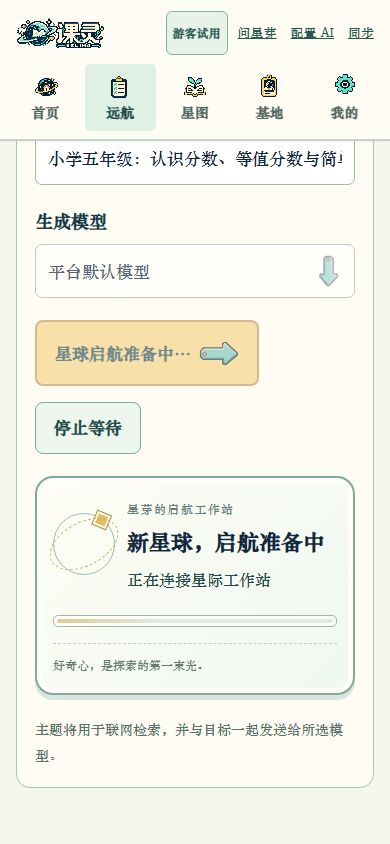 课灵
游客试用 问星芽 配置 AI 同步
首页 远航 星图 基地 我的
小学五年级：认识分数、等值分数与简
生成模型
平台默认模型
星球启航准备中…
停止等待
星芽的启航工作站
新星球，启航准备中
正在连接星际工作站
好奇心，是探索的第一束光。
主题将用于联网检索，并与目标一起发送给所选模
型。